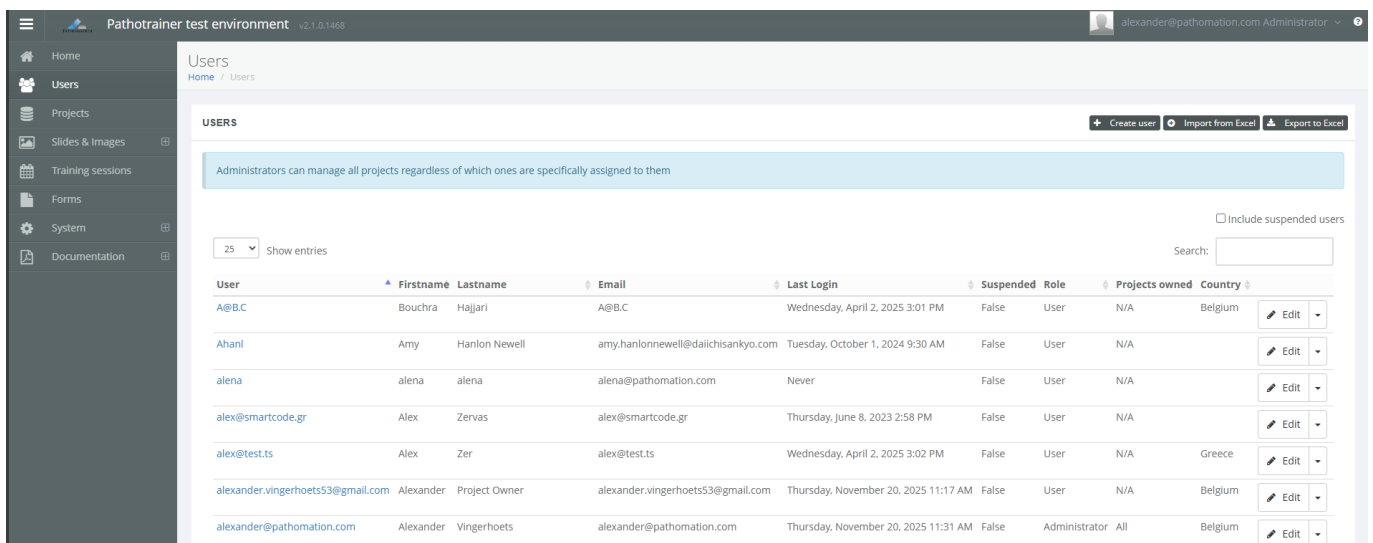 Pathotrainer test environment v2.1.0.1468
alexander@pathomation.com Administrator
Home
Users
Projects
Slides & Images
Training sessions
Forms
System
Documentation
Users
Home / Users
USERS
Create user Import from Excel Export to Excel
Administrators can manage all projects regardless of which ones are specifically assigned to them
Include suspended users
25 Show entries Search:
User Firstname Lastname Email Last Login Suspended Role Projects owned Country
A@B.C Bouchra Hajjari A@B.C Wednesday, April 2, 2025 3:01 PM False User N/A Belgium Edit
Ahanl Amy Hanlon Newell amy.hanlonnewell@daiichisankyo.com Tuesday, October 1, 2024 9:30 AM False User N/A Edit
alena alena alena alena@pathomation.com Never False User N/A Edit
alex@smartcode.gr Alex Zervas alex@smartcode.gr Thursday, June 8, 2023 2:58 PM False User N/A Edit
alex@test.ts Alex Zer alex@test.ts Wednesday, April 2, 2025 3:02 PM False User N/A Greece Edit
alexander.vingerhoets53@gmail.com Alexander Project Owner alexander.vingerhoets53@gmail.com Thursday, November 20, 2025 11:17 AM False User N/A Belgium Edit
alexander@pathomation.com Alexander Vingerhoets alexander@pathomation.com Thursday, November 20, 2025 11:31 AM False Administrator All Belgium Edit